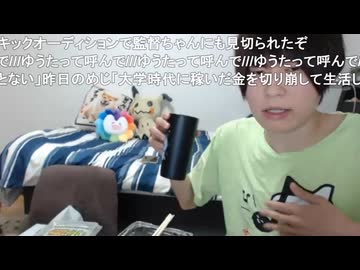 キックオーディションで監督ちゃんにも見切られたぞ
で///ゆうたって呼んで///ゆうたって呼んで///ゆうたって呼んで
とない」昨日のめじ「大学時代に稼いだ金を切り崩して生活し